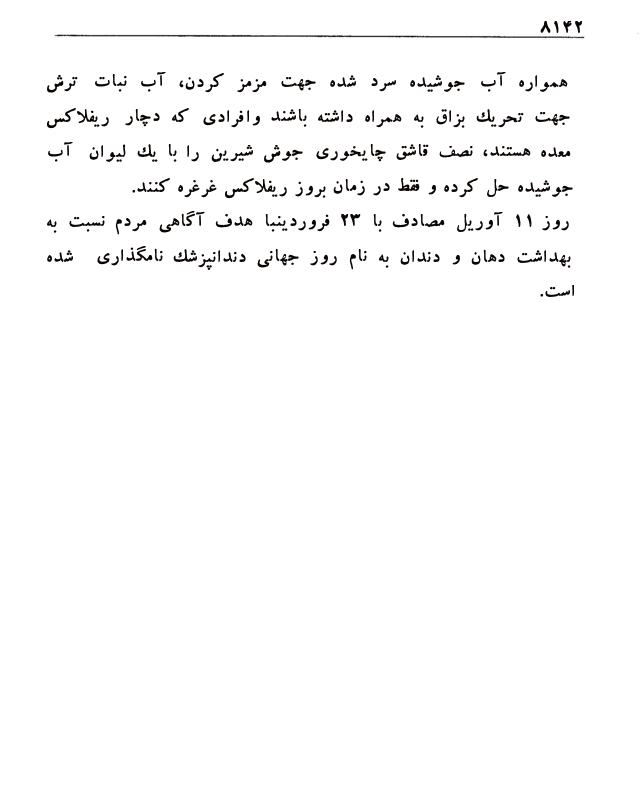 ۸۱۴۲
همواره آب جوشیده سرد شده جهت مزمز کردن، آب نبات ترش
جهت تحریك بزاق به همراه داشته باشند وافرادی که دچار ریفلاکس
معده هستند، نصف قاشق چایخوری جوش شیرین را با یك لیوان آب
جوشیده حل کرده و فقط در زمان بروز ریفلاکس غرغره کنند.
روز ۱۱ آوریل مصادف با ۲۳ فروردینبا هدف آگاهی مردم نسبت به
بهداشت دهان و دندان به نام روز جهانی دندانپزشك نامگذاری شده
است.